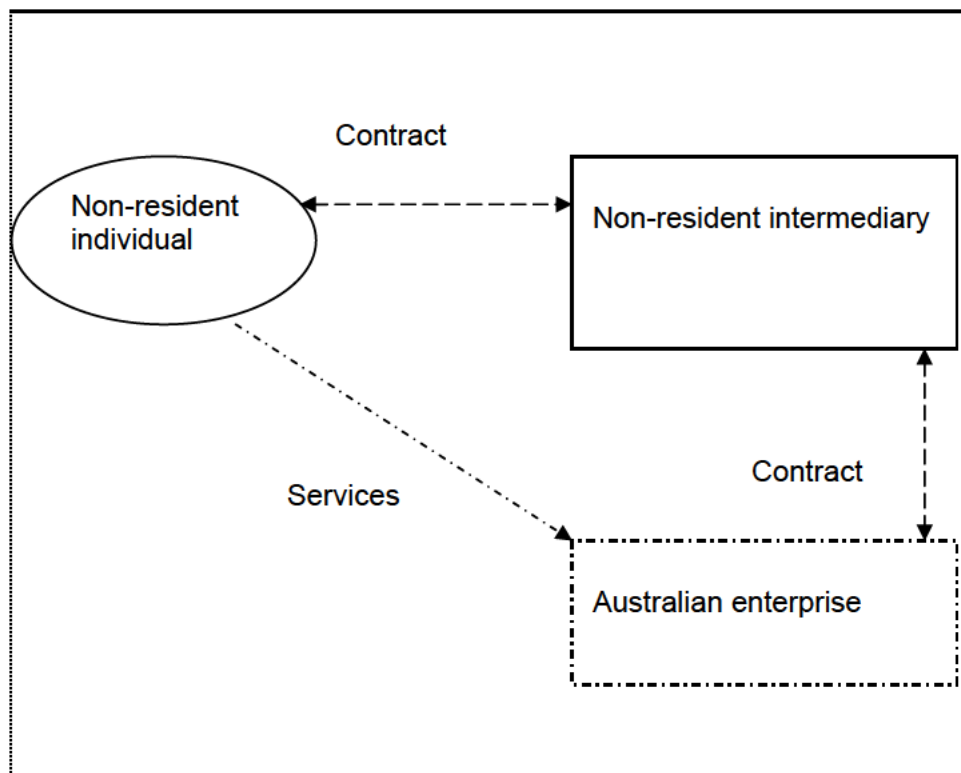 Contract
Non-resident
individual
Non-resident intermediary
Contract
Services
Australian enterprise